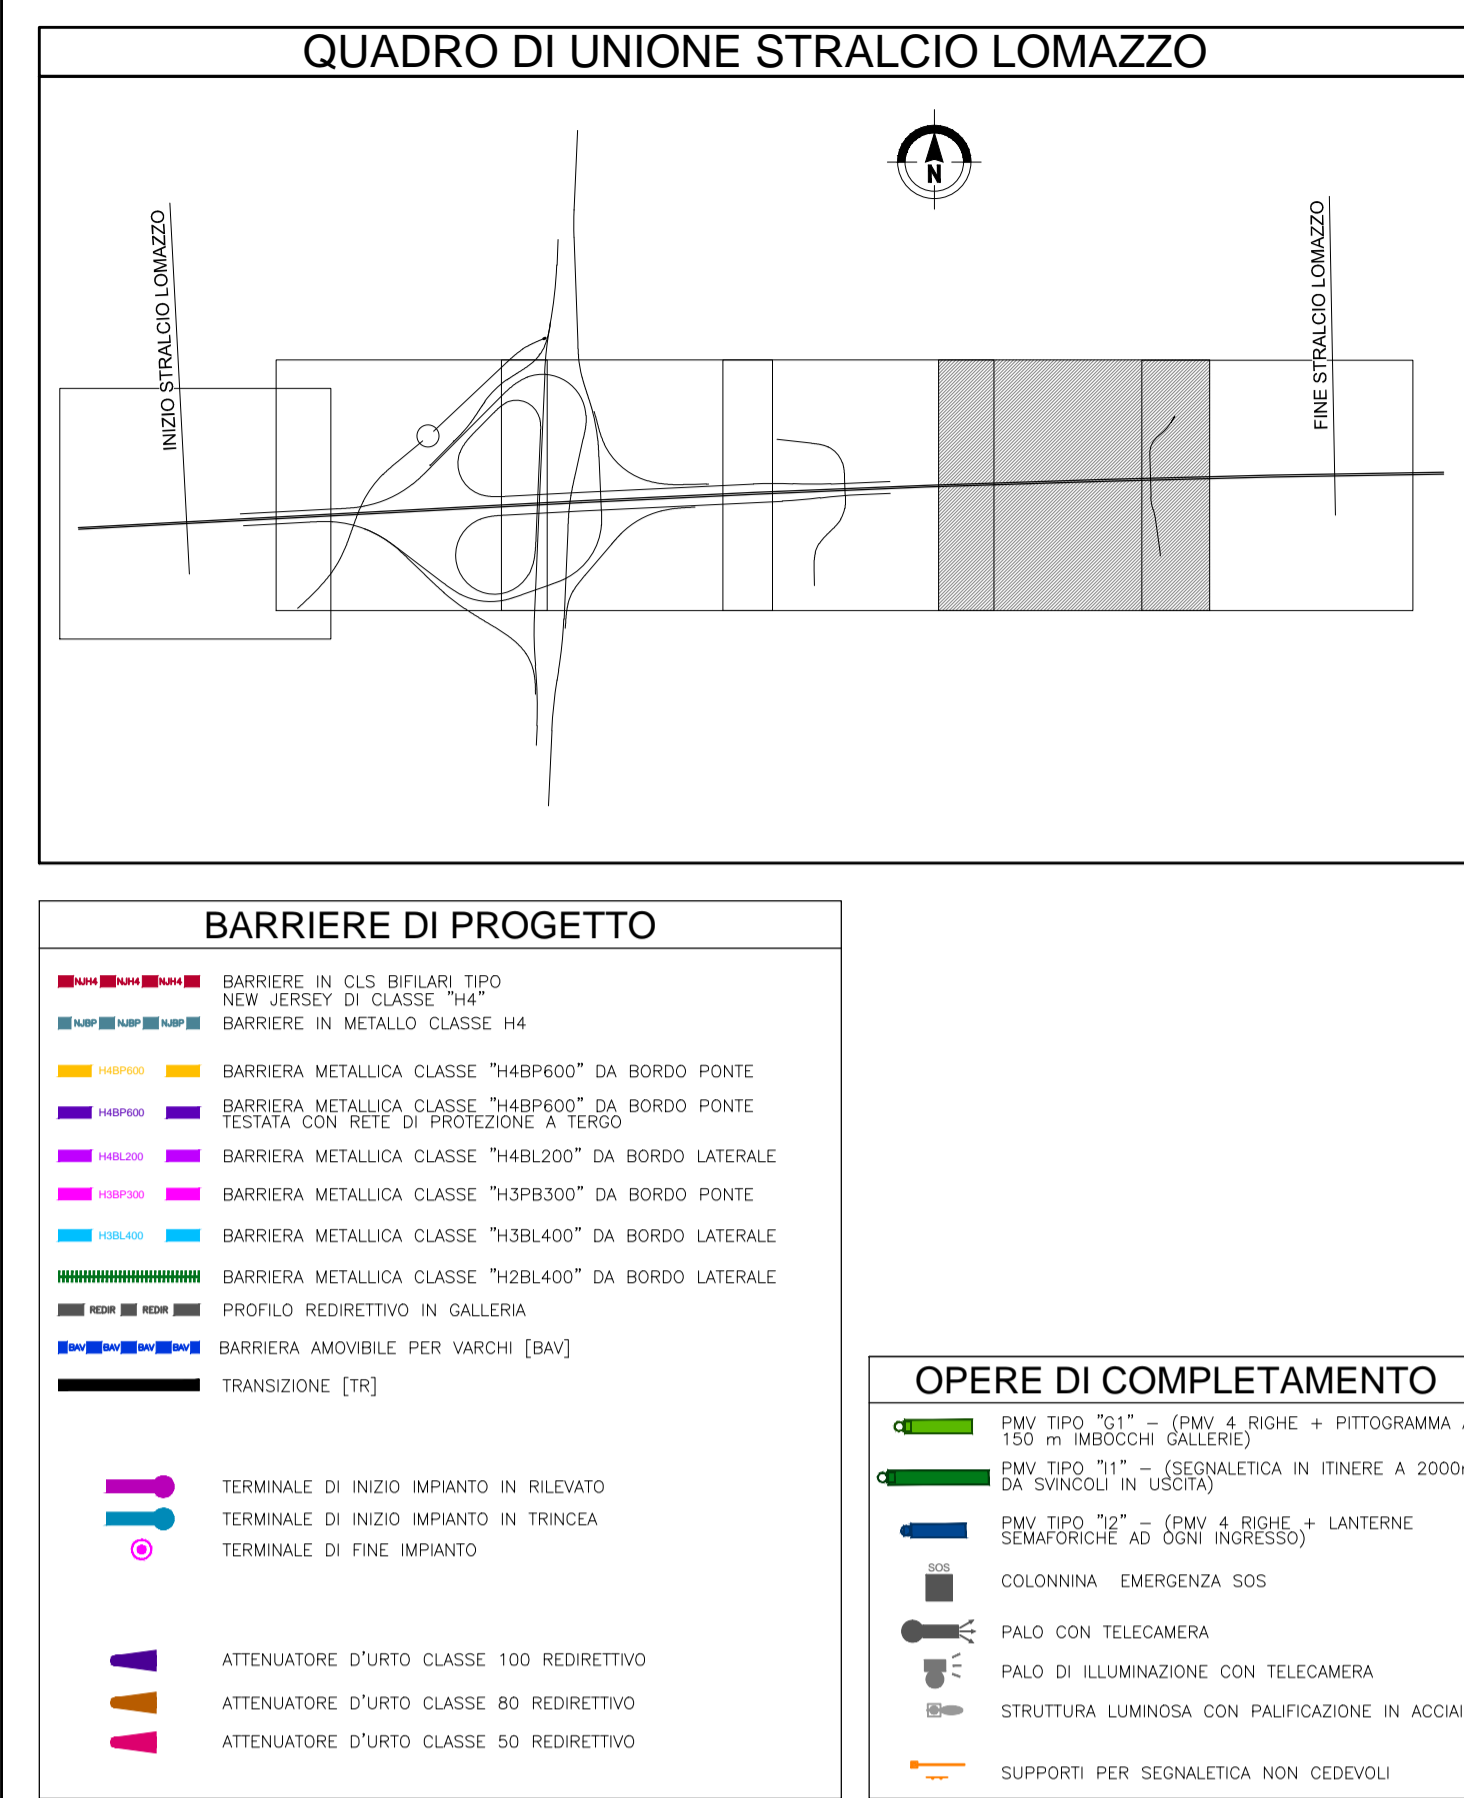 QUADRO DI UNIONE STRALCIO LOMAZZO
N
INIZIO STRALCIO LOMAZZO
FINE STRALCIO LOMAZZO
BARRIERE DI PROGETTO
NJH4 NJH4 NJH4 BARRIERE IN CLS BIFILARI TIPO
NEW JERSEY DI CLASSE "H4"
NJBP NJBP NJBP BARRIERE IN METALLO CLASSE H4
H4BP600 BARRIERA METALLICA CLASSE "H4BP600" DA BORDO PONTE
H4BP600 BARRIERA METALLICA CLASSE "H4BP600" DA BORDO PONTE
TESTATA CON RETE DI PROTEZIONE A TERGO
H4BL200 BARRIERA METALLICA CLASSE "H4BL200" DA BORDO LATERALE
H3BP300 BARRIERA METALLICA CLASSE "H3PB300" DA BORDO PONTE
H3BL400 BARRIERA METALLICA CLASSE "H3BL400" DA BORDO LATERALE
BARRIERA METALLICA CLASSE "H2BL400" DA BORDO LATERALE
REDIR REDIR PROFILO REDIRETTIVO IN GALLERIA
BAV BAV BAV BAV BARRIERA AMOVIBILE PER VARCHI [BAV]
TRANSIZIONE [TR]
TERMINALE DI INIZIO IMPIANTO IN RILEVATO
TERMINALE DI INIZIO IMPIANTO IN TRINCEA
TERMINALE DI FINE IMPIANTO
ATTENUATORE D'URTO CLASSE 100 REDIRETTIVO
ATTENUATORE D'URTO CLASSE 80 REDIRETTIVO
ATTENUATORE D'URTO CLASSE 50 REDIRETTIVO
OPERE DI COMPLETAMENTO
PMV TIPO "G1" – (PMV 4 RIGHE + PITTOGRAMMA
150 m IMBOCCHI GALLERIE)
PMV TIPO "I1" – (SEGNALETICA IN ITINERE A 2000
DA SVINCOLI IN USCITA)
PMV TIPO "I2" – (PMV 4 RIGHE + LANTERNE
SEMAFORICHE AD OGNI INGRESSO)
SOS
COLONNINA EMERGENZA SOS
PALO CON TELECAMERA
PALO DI ILLUMINAZIONE CON TELECAMERA
STRUTTURA LUMINOSA CON PALIFICAZIONE IN ACCIAI
SUPPORTI PER SEGNALETICA NON CEDEVOLI